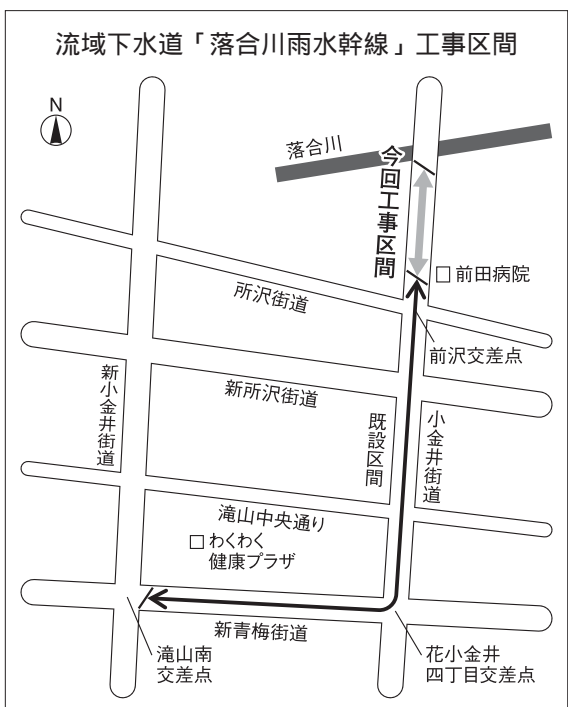 流域下水道「落合川雨水幹線」工事区間
N
落合川
今回工事区間
前田病院
所沢街道
前沢交差点
新所沢街道
新小金井街道
既設区間
小金井街道
滝山中央通り
わくわく
健康プラザ
新青梅街道
滝山南
交差点
花小金井
四丁目交差点